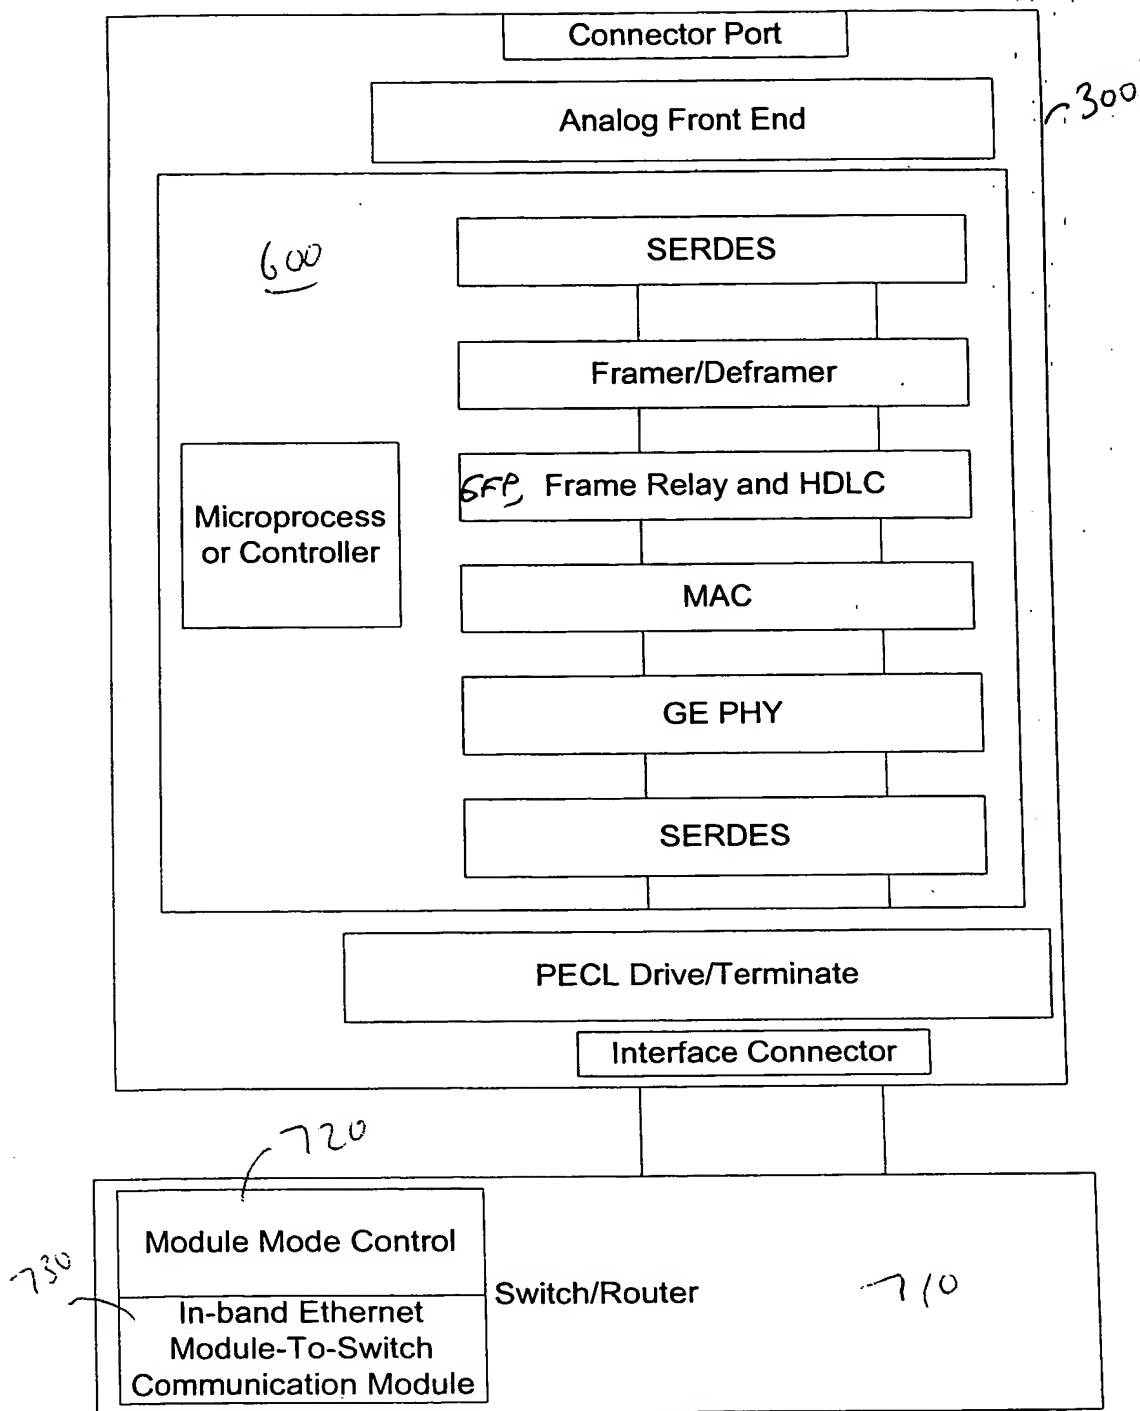 Connector Port
Analog Front End
300
600
SERDES
Framer/Deframer
GFP, Frame Relay and HDLC
Microprocess
or Controller
MAC
GE PHY
SERDES
PECL Drive/Terminate
Interface Connector
720
Module Mode Control
730
Switch/Router
710
In-band Ethernet
Module-To-Switch
Communication Module